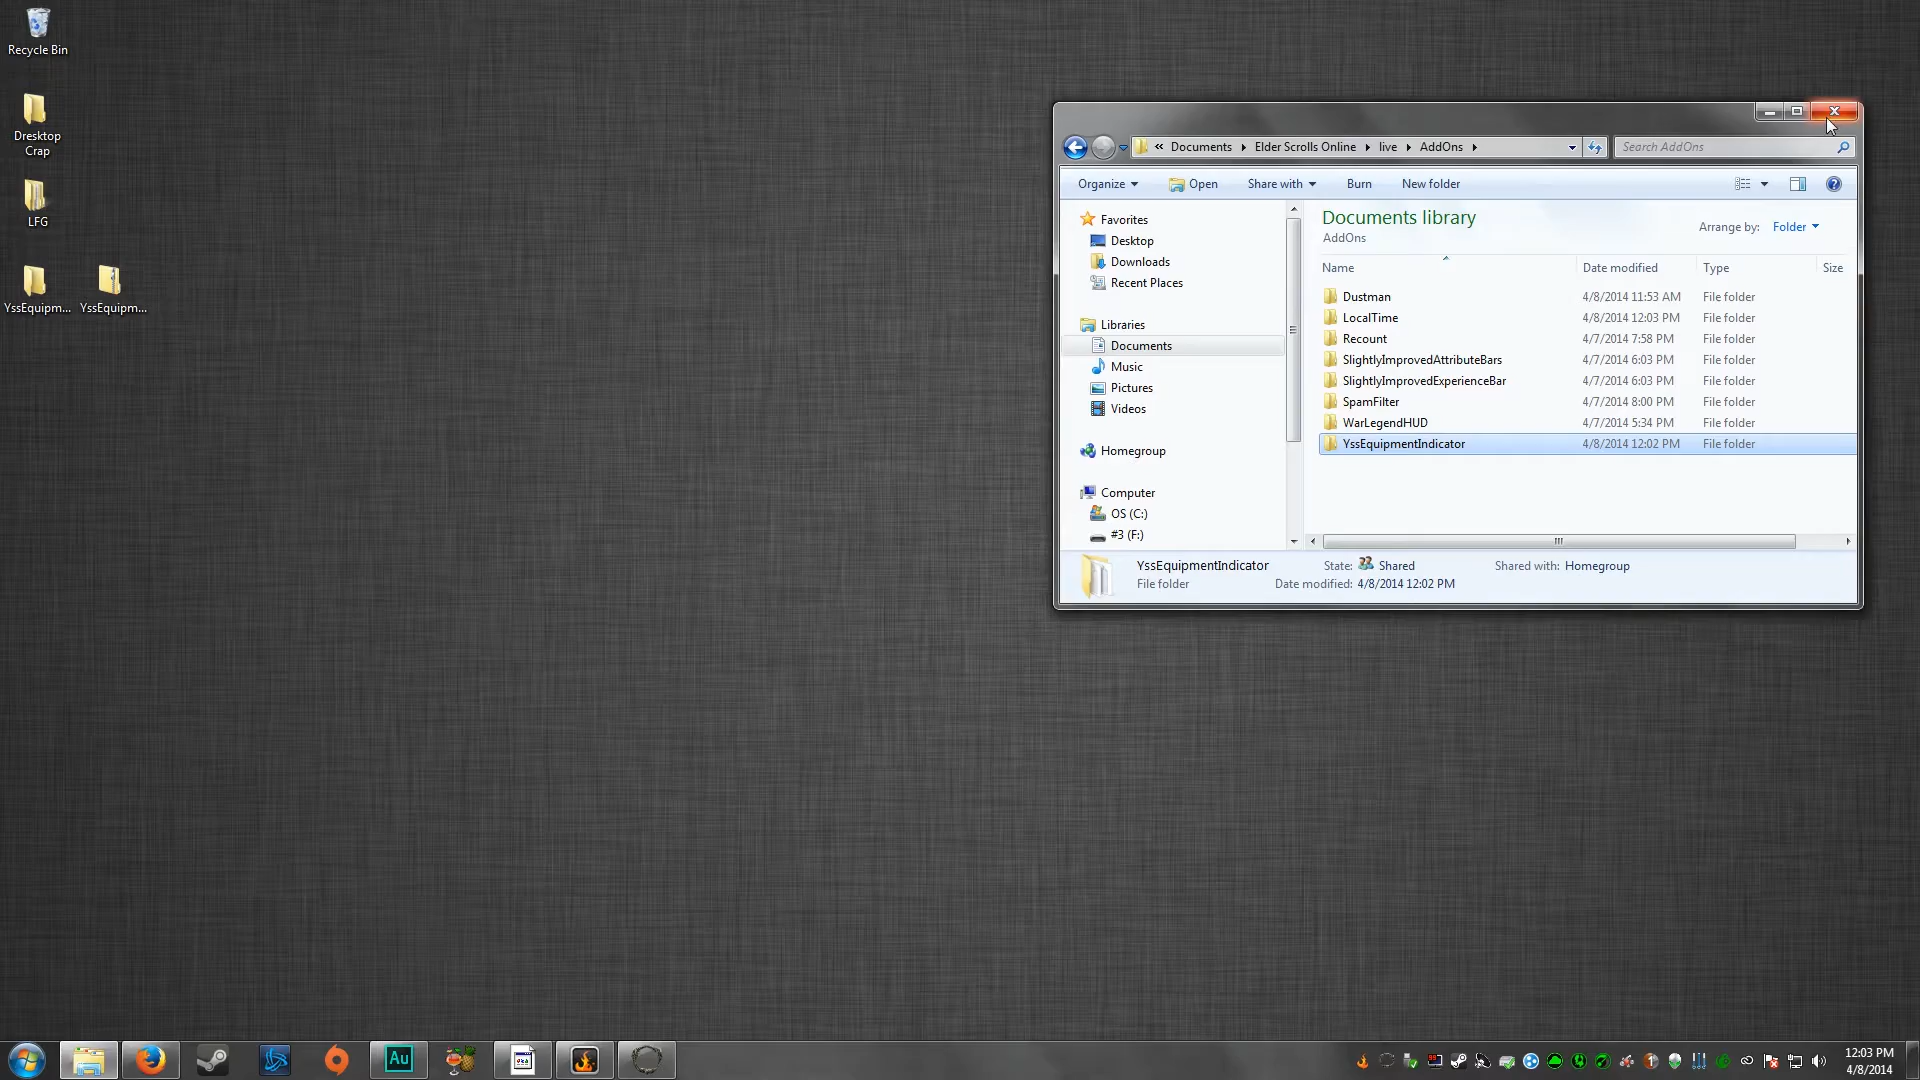 Recycle Bin
Dresktop
Crap
LFG
YssEquipm...
YssEquipm...
Documents
Elder Scrolls Online
live
AddOns
Search AddOns
Organize
Open
Share with
Burn
New folder
Favorites
Desktop
Downloads
Recent Places
Libraries
Documents
Music
Pictures
Videos
Homegroup
Computer
OS (C:)
#3 (F:)
Documents library
AddOns
Arrange by: Folder
Name Date modified Type Size
Dustman 4/8/2014 11:53 AM File folder
LocalTime 4/8/2014 12:03 PM File folder
Recount 4/7/2014 7:58 PM File folder
SlightlyImprovedAttributeBars 4/7/2014 6:03 PM File folder
SlightlyImprovedExperienceBar 4/7/2014 6:03 PM File folder
SpamFilter 4/7/2014 8:00 PM File folder
WarLegendHUD 4/7/2014 5:34 PM File folder
YssEquipmentIndicator 4/8/2014 12:02 PM File folder
YssEquipmentIndicator State: Shared Shared with: Homegroup
File folder Date modified: 4/8/2014 12:02 PM
Au
12:03 PM
4/8/2014